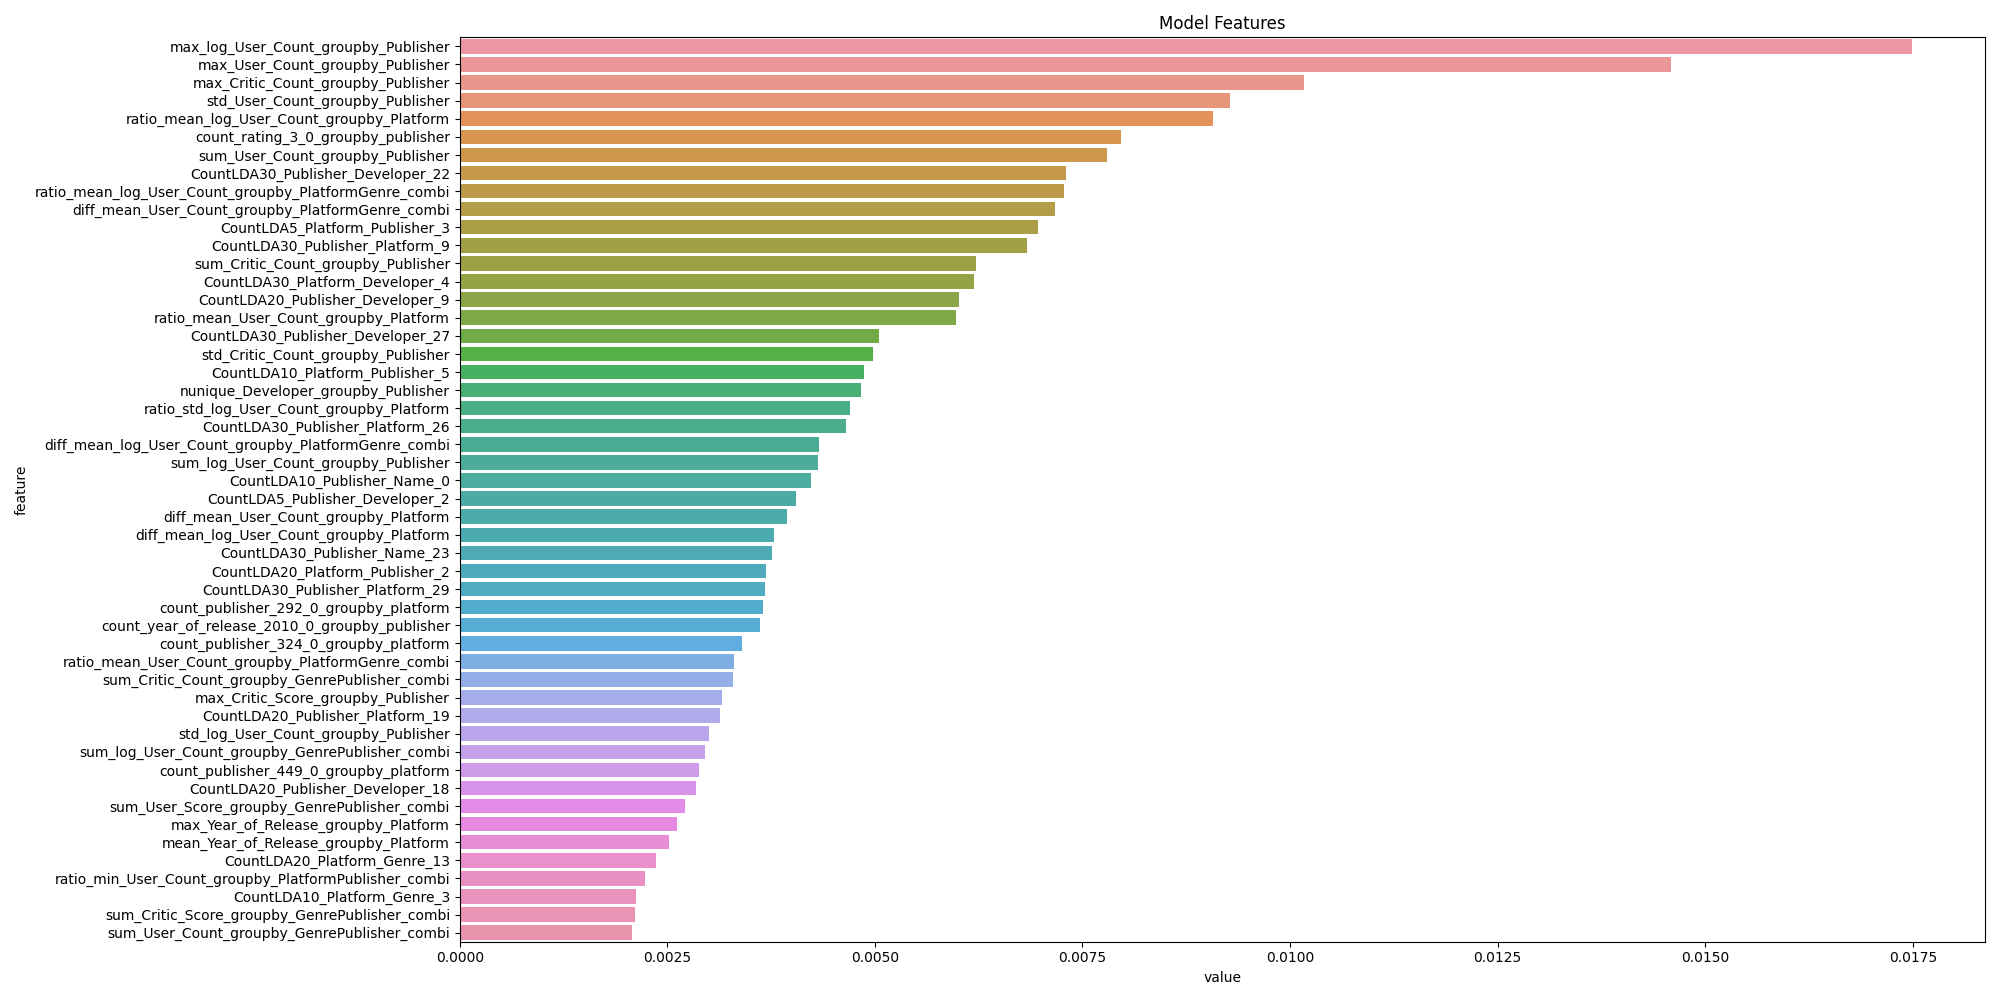 Model Features
max_log_User_Count_groupby_Publisher
max_User_Count_groupby_Publisher
max_Critic_Count_groupby_Publisher
std_User_Count_groupby_Publisher
ratio_mean_log_User_Count_groupby_Platform
count_rating_3_0_groupby_publisher
sum_User_Count_groupby_Publisher
CountLDA30_Publisher_Developer_22
ratio_mean_log_User_Count_groupby_PlatformGenre_combi
diff_mean_User_Count_groupby_PlatformGenre_combi
CountLDA5_Platform_Publisher_3
CountLDA30_Publisher_Platform_9
sum_Critic_Count_groupby_Publisher
CountLDA30_Platform_Developer_4
CountLDA20_Publisher_Developer_9
ratio_mean_User_Count_groupby_Platform
CountLDA30_Publisher_Developer_27
std_Critic_Count_groupby_Publisher
CountLDA10_Platform_Publisher_5
nunique_Developer_groupby_Publisher
ratio_std_log_User_Count_groupby_Platform
CountLDA30_Publisher_Platform_26
diff_mean_log_User_Count_groupby_PlatformGenre_combi
sum_log_User_Count_groupby_Publisher
CountLDA10_Publisher_Name_0
CountLDA5_Publisher_Developer_2
diff_mean_User_Count_groupby_Platform
diff_mean_log_User_Count_groupby_Platform
CountLDA30_Publisher_Name_23
CountLDA20_Platform_Publisher_2
CountLDA30_Publisher_Platform_29
count_publisher_292_0_groupby_platform
count_year_of_release_2010_0_groupby_publisher
count_publisher_324_0_groupby_platform
ratio_mean_User_Count_groupby_PlatformGenre_combi
sum_Critic_Count_groupby_GenrePublisher_combi
max_Critic_Score_groupby_Publisher
CountLDA20_Publisher_Platform_19
std_log_User_Count_groupby_Publisher
sum_log_User_Count_groupby_GenrePublisher_combi
count_publisher_449_0_groupby_platform
CountLDA20_Publisher_Developer_18
sum_User_Score_groupby_GenrePublisher_combi
max_Year_of_Release_groupby_Platform
mean_Year_of_Release_groupby_Platform
CountLDA20_Platform_Genre_13
ratio_min_User_Count_groupby_PlatformPublisher_combi
CountLDA10_Platform_Genre_3
sum_Critic_Score_groupby_GenrePublisher_combi
sum_User_Count_groupby_GenrePublisher_combi
feature
0.0000 0.0025 0.0050 0.0075 0.0100 0.0125 0.0150 0.0175
value